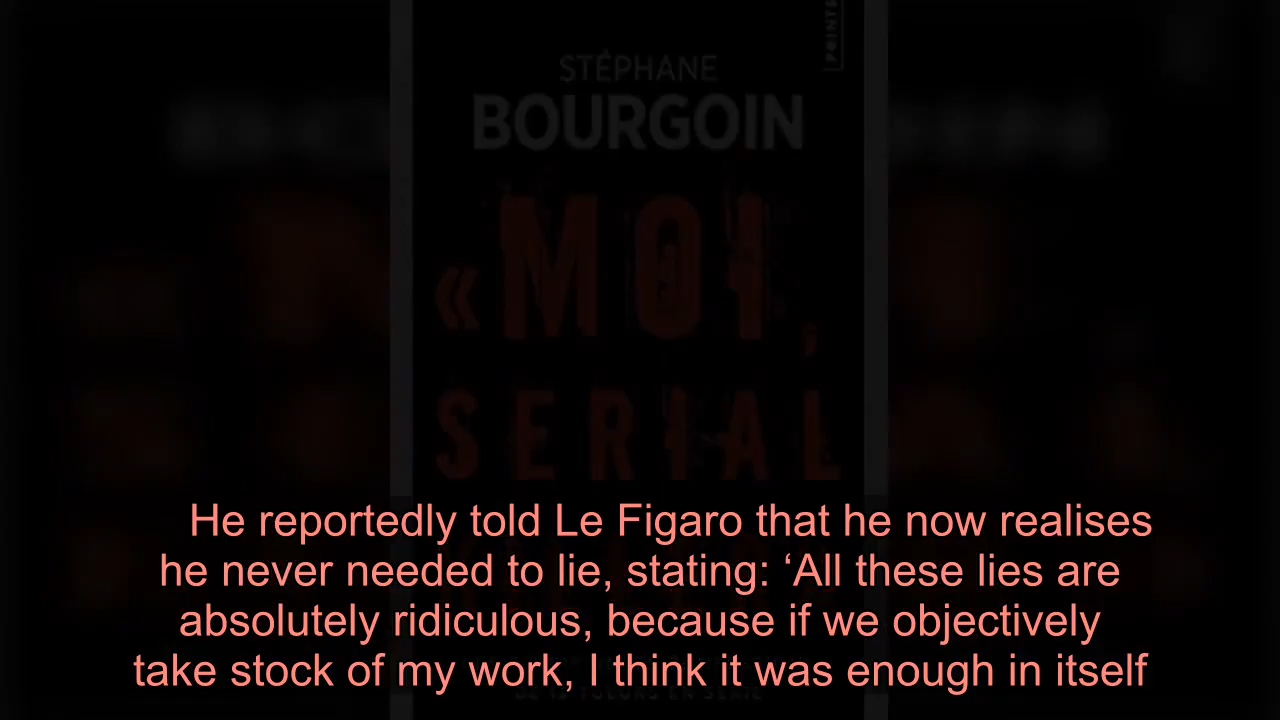 POINTS
STÉPHANE
BOURGOIN
«MOI,
SERIAL
He reportedly told Le Figaro that he now realises
he never needed to lie, stating: ‘All these lies are
absolutely ridiculous, because if we objectively
take stock of my work, I think it was enough in itself